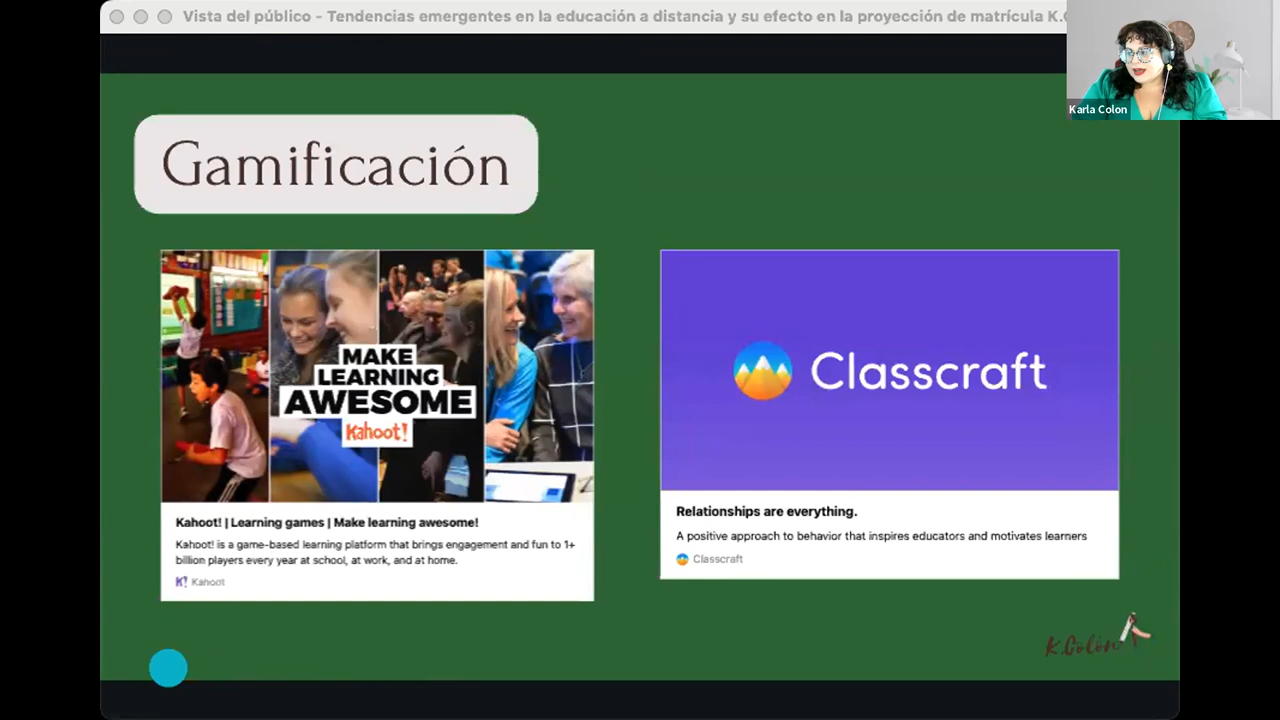 Vista del público - Tendencias emergentes en la educación a distancia y su efecto en la proyección de matrícula K.
Karla Colon
Gamificación
MAKE
LEARNING
AWESOME
Kahoot!
Kahoot! | Learning games | Make learning awesome!
Kahoot! is a game-based learning platform that brings engagement and fun to 1+
billion players every year at school, at work, and at home.
K! Kahoot
Classcraft
Relationships are everything.
A positive approach to behavior that inspires educators and motivates learners
Classcraft
K.Colón